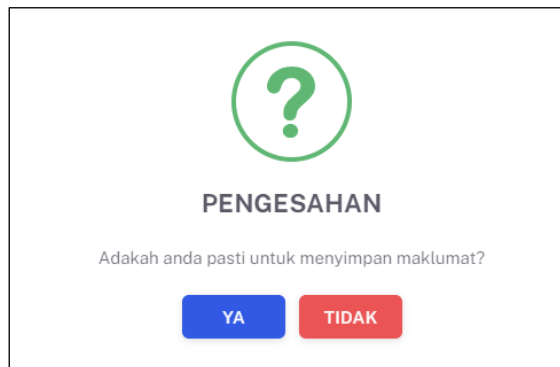 ?
PENGESAHAN
Adakah anda pasti untuk menyimpan maklumat?
YA TIDAK